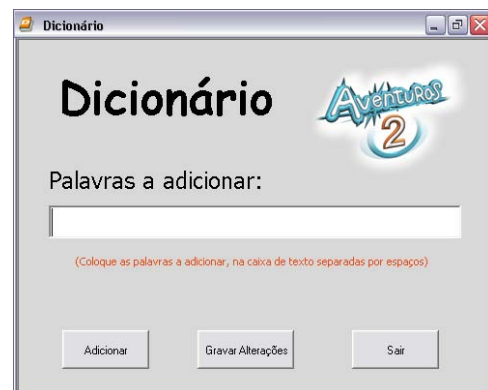 Dicionário
Dicionário
AVENTURAS
2
Palavras a adicionar:
(Coloque as palavras a adicionar, na caixa de texto separadas por espaços)
Adicionar
Gravar Alterações
Sair